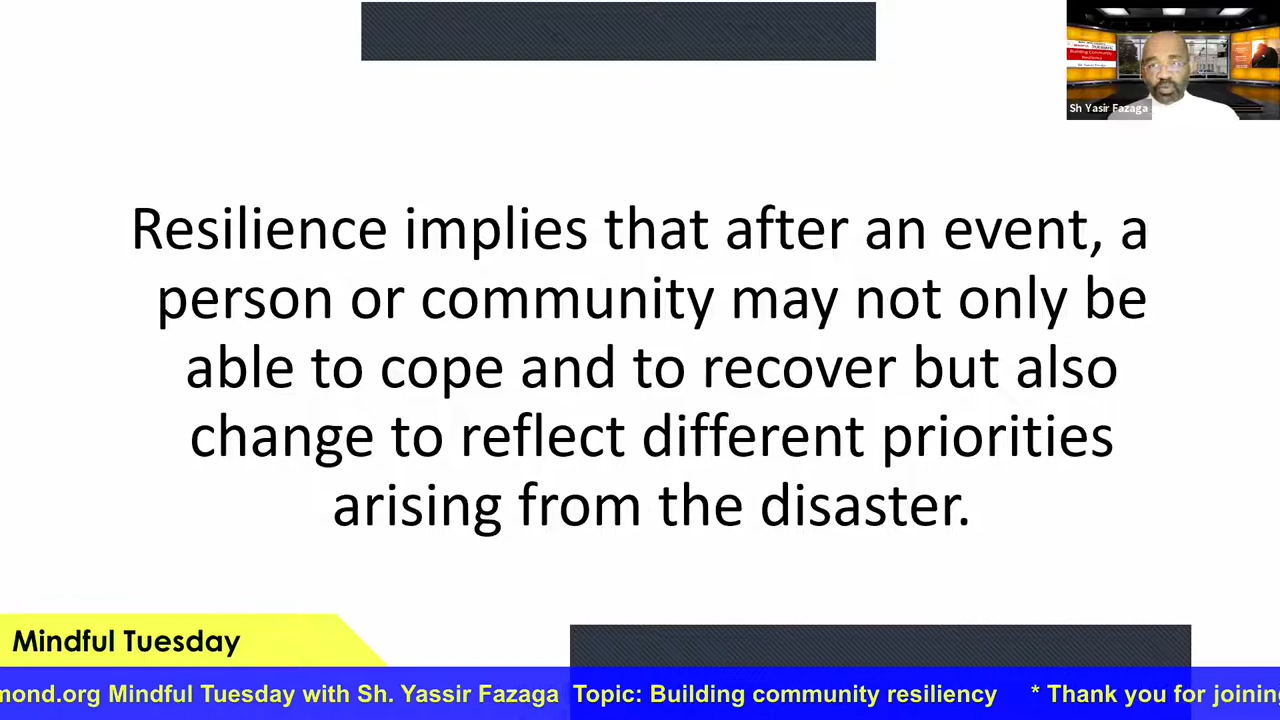 Sh Yasir Fazaga
Resilience implies that after an event, a
person or community may not only be
able to cope and to recover but also
change to reflect different priorities
arising from the disaster.
Mindful Tuesday
mond.org Mindful Tuesday with Sh. Yassir Fazaga Topic: Building community resiliency * Thank you for joining